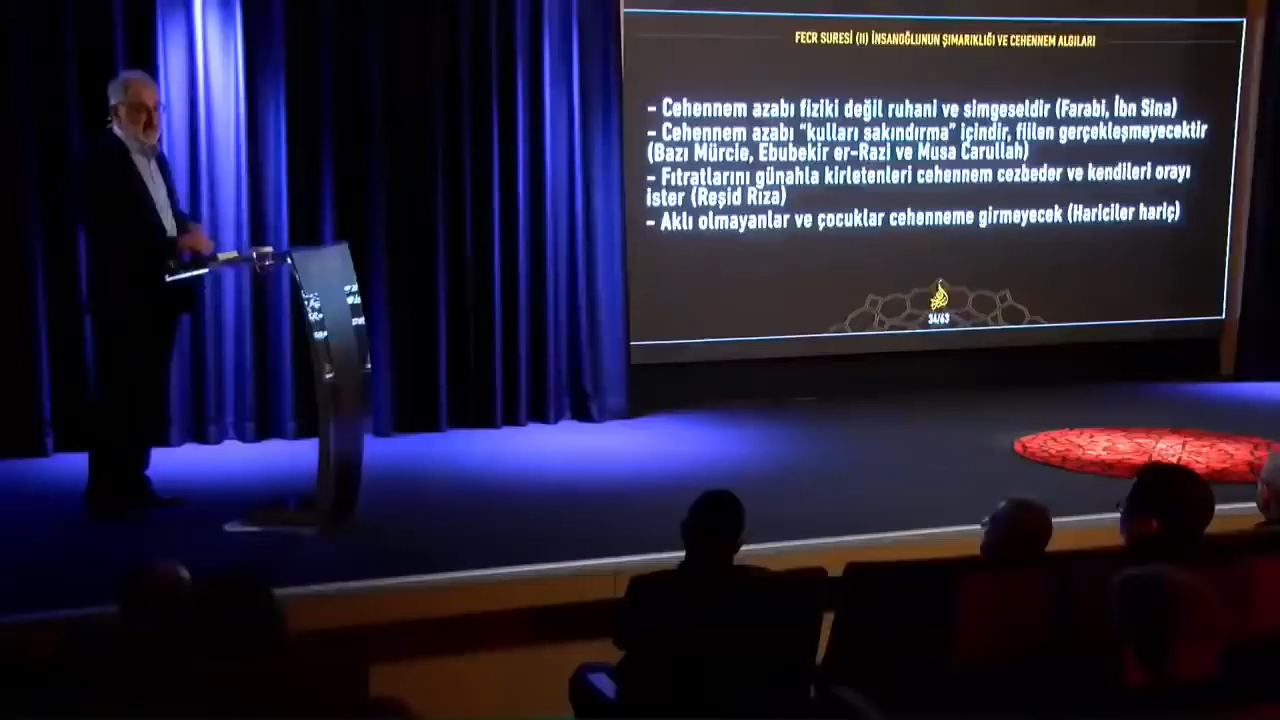 FECR SURESİ (II) İNSANOĞLUNUN ŞIMARIKLIĞI VE CEHENNEM ALGILARI
– Cehennem azabı fiziki değil ruhani ve simgeseldir (Farabi, İbn Sina)
– Cehennem azabı “kulları sakındırma” içindir, fiilen gerçekleşmeyecektir
(Bazı Mürcie, Ebubekir er-Razi ve Musa Carullah)
– Fıtratlarını günahla kirletenleri cehennem cezbeder ve kendileri orayı
ister (Reşid Rıza)
– Aklı olmayanlar ve çocuklar cehenneme girmeyecek (Hariciler hariç)
34/63